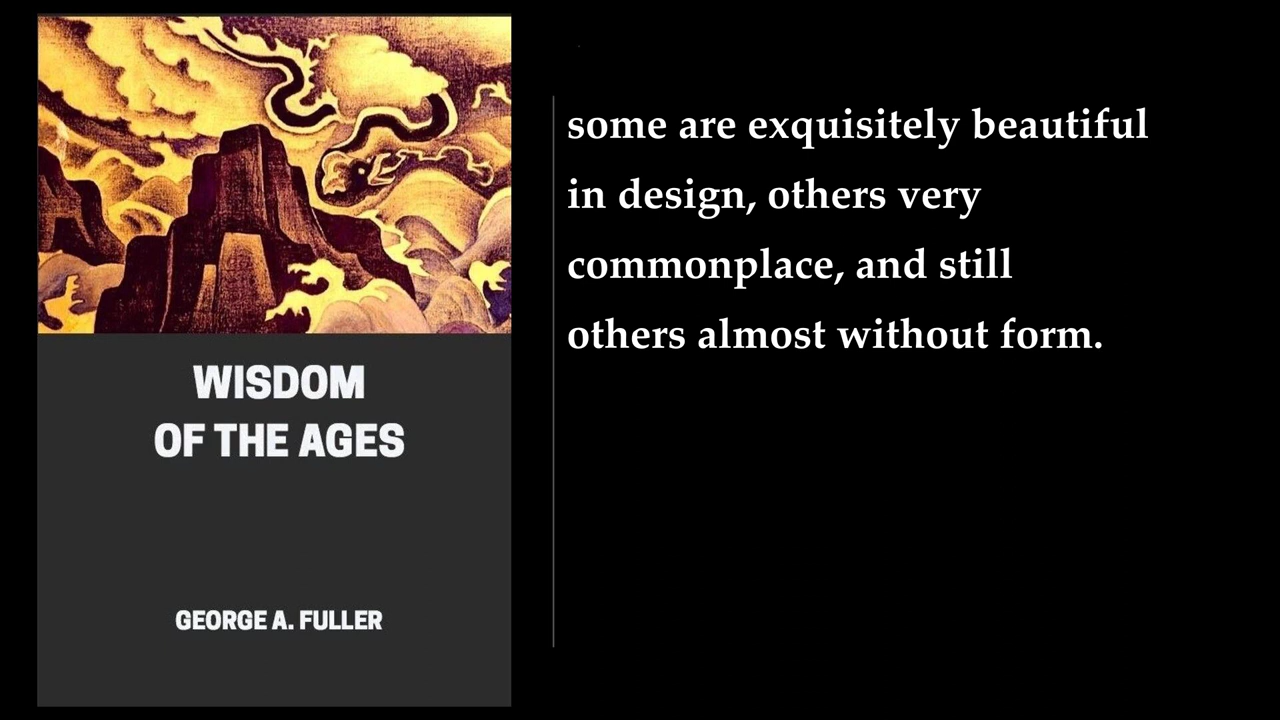 WISDOM
OF THE AGES
GEORGE A. FULLER
some are exquisitely beautiful
in design, others very
commonplace, and still
others almost without form.